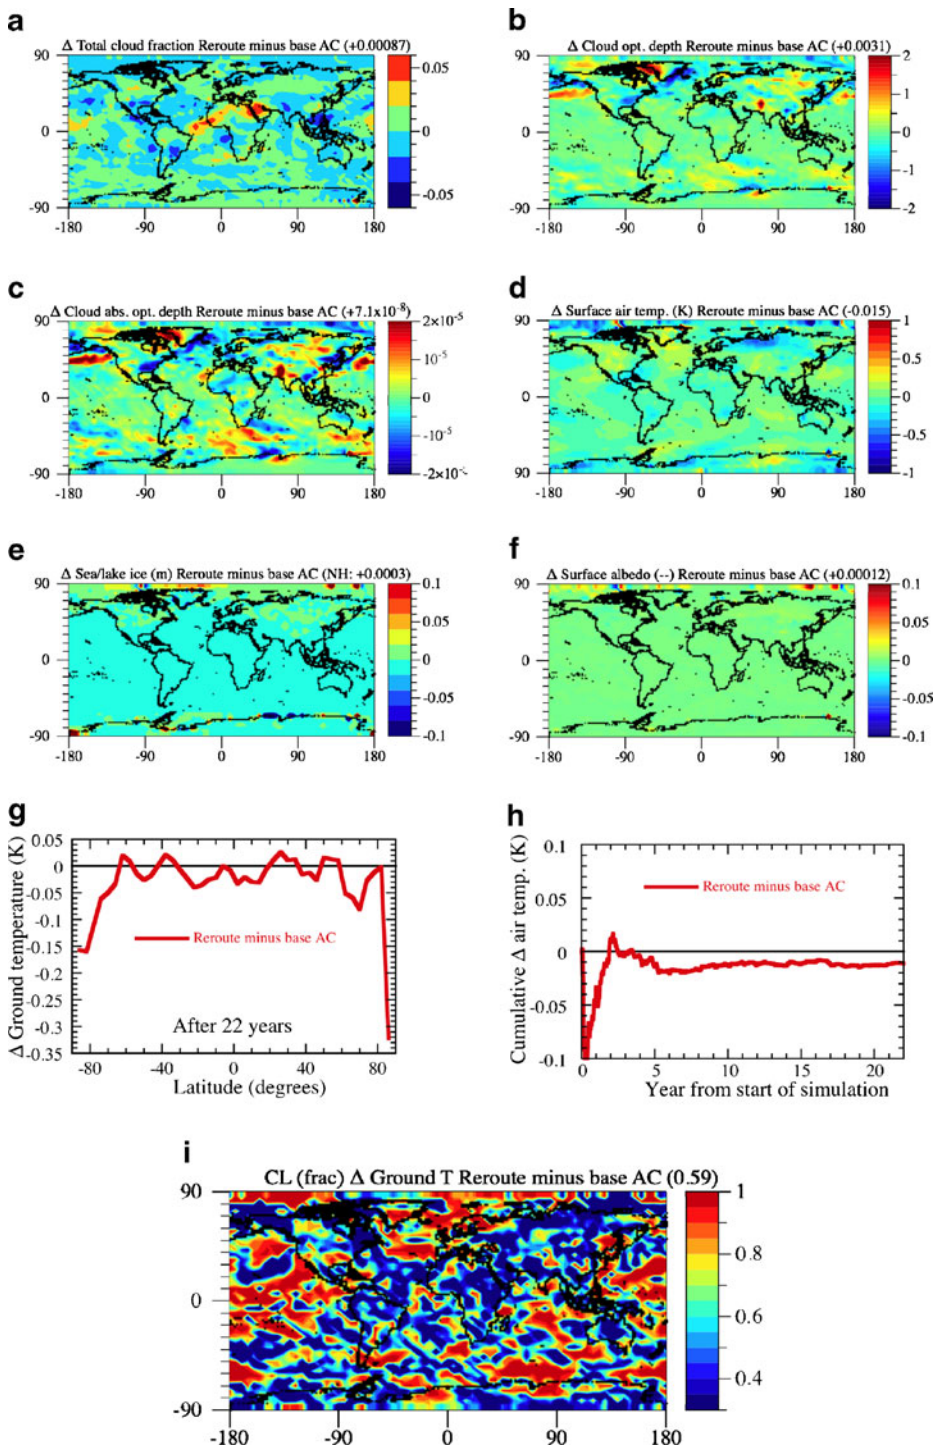 a
Δ Total cloud fraction Reroute minus base AC (+0.00087)
90
0
-90
-180 -90 0 90 180
0.05
0
-0.05
b
Δ Cloud opt. depth Reroute minus base AC (+0.0031)
90
0
-90
-180 -90 0 90 180
2
1
0
-1
-2
c
Δ Cloud abs. opt. depth Reroute minus base AC (+7.1x10⁻⁸)
90
0
-90
-180 -90 0 90 180
2x10⁻⁵
10⁻⁵
0
-10⁻⁵
-2x10⁻
d
Δ Surface air temp. (K) Reroute minus base AC (-0.015)
90
0
-90
-180 -90 0 90 180
1
0.5
0
-0.5
-1
e
Δ Sea/lake ice (m) Reroute minus base AC (NH: +0.0003)
90
0
-90
-180 -90 0 90 180
0.1
0.05
0
-0.05
-0.1
f
Δ Surface albedo (--) Reroute minus base AC (+0.00012)
90
0
-90
-180 -90 0 90 180
0.1
0.05
0
-0.05
-0.1
g
Δ Ground temperature (K)
0.05
0
-0.05
-0.1
-0.15
-0.2
-0.25
-0.3
-0.35
Reroute minus base AC
After 22 years
-80 -40 0 40 80
Latitude (degrees)
h
Cumulative Δ air temp. (K)
0.1
0.05
0
-0.05
-0.1
Reroute minus base AC
0 5 10 15 20
Year from start of simulation
i
CL (frac) Δ Ground T Reroute minus base AC (0.59)
90
0
-90
-180 -90 0 90 180
1
0.8
0.6
0.4